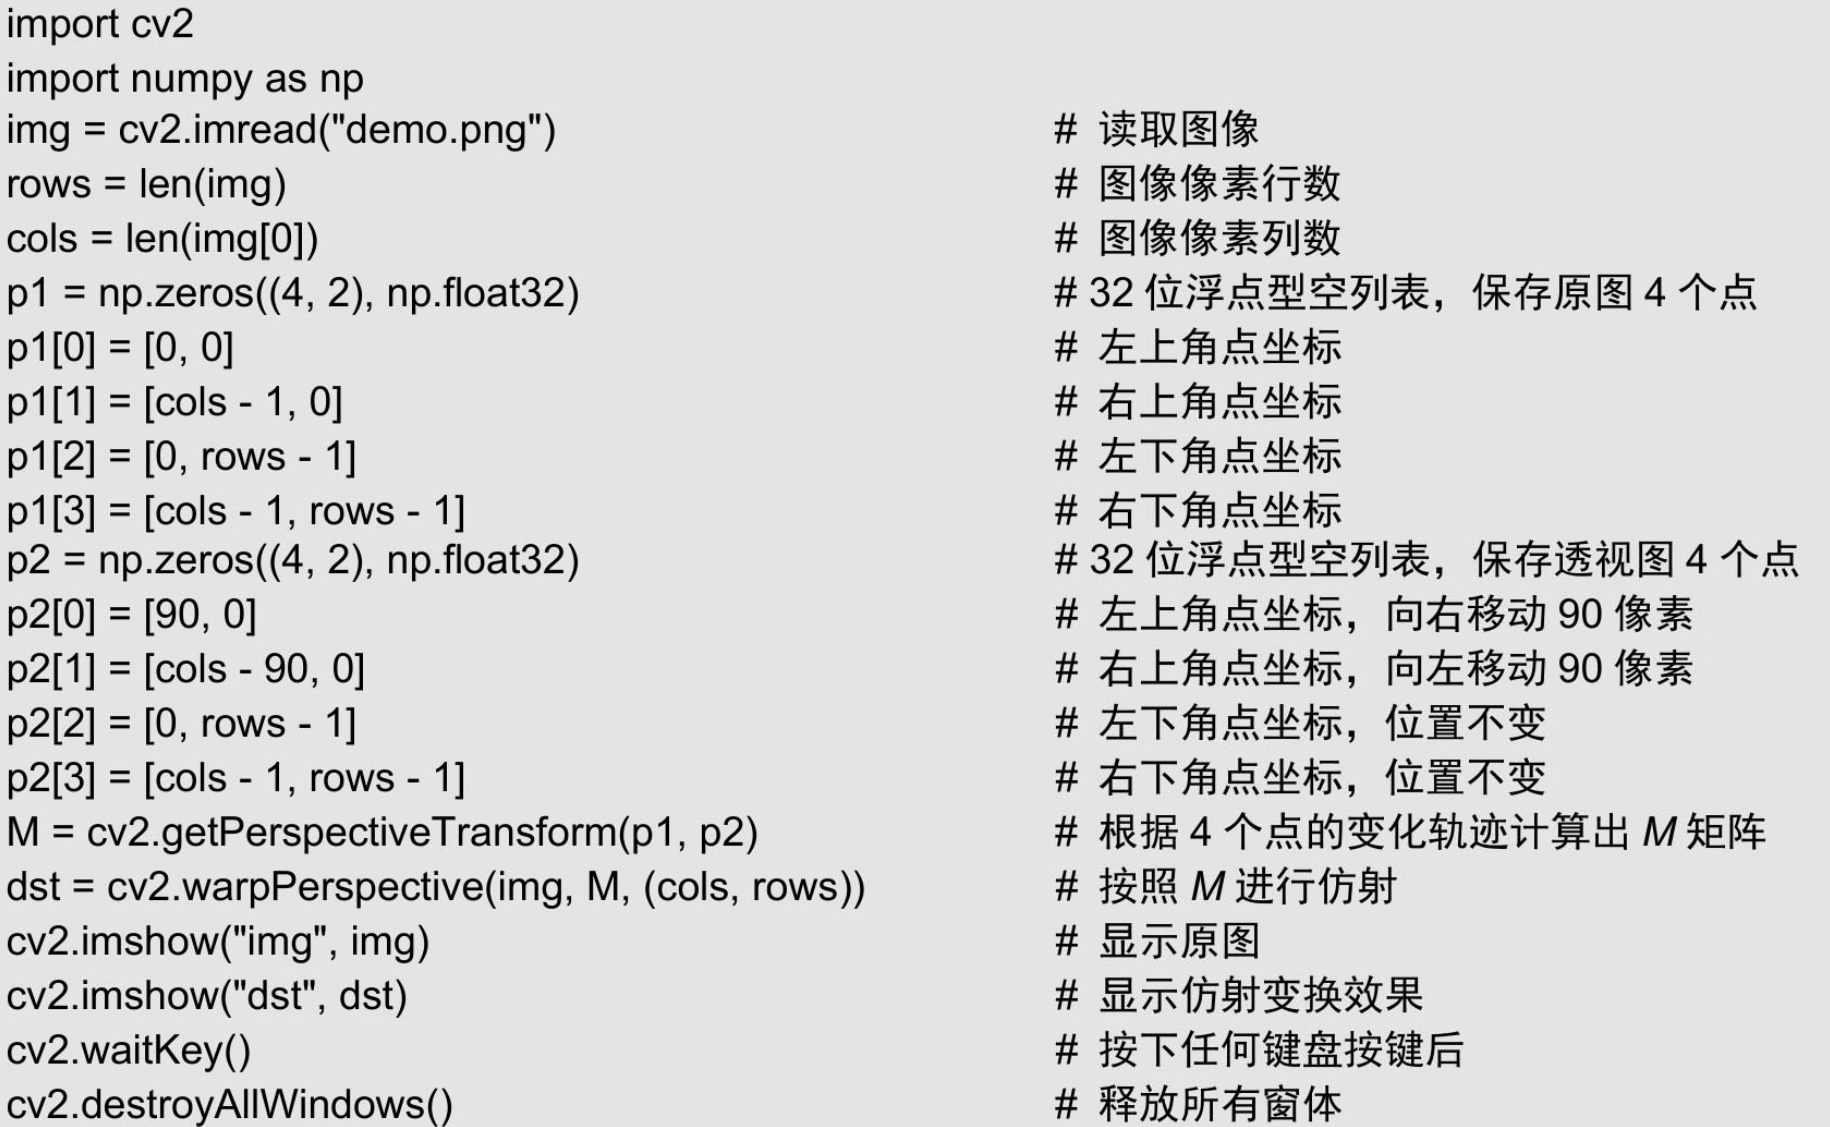 import cv2
import numpy as np
img = cv2.imread("demo.png") # 读取图像
rows = len(img) # 图像像素行数
cols = len(img[0]) # 图像像素列数
p1 = np.zeros((4, 2), np.float32) # 32 位浮点型空列表，保存原图 4 个点
p1[0] = [0, 0] # 左上角点坐标
p1[1] = [cols - 1, 0] # 右上角点坐标
p1[2] = [0, rows - 1] # 左下角点坐标
p1[3] = [cols - 1, rows - 1] # 右下角点坐标
p2 = np.zeros((4, 2), np.float32) # 32 位浮点型空列表，保存透视图 4 个点
p2[0] = [90, 0] # 左上角点坐标，向右移动 90 像素
p2[1] = [cols - 90, 0] # 右上角点坐标，向左移动 90 像素
p2[2] = [0, rows - 1] # 左下角点坐标，位置不变
p2[3] = [cols - 1, rows - 1] # 右下角点坐标，位置不变
M = cv2.getPerspectiveTransform(p1, p2) # 根据 4 个点的变化轨迹计算出 M 矩阵
dst = cv2.warpPerspective(img, M, (cols, rows)) # 按照 M 进行仿射
cv2.imshow("img", img) # 显示原图
cv2.imshow("dst", dst) # 显示仿射变换效果
cv2.waitKey() # 按下任何键盘按键后
cv2.destroyAllWindows() # 释放所有窗体